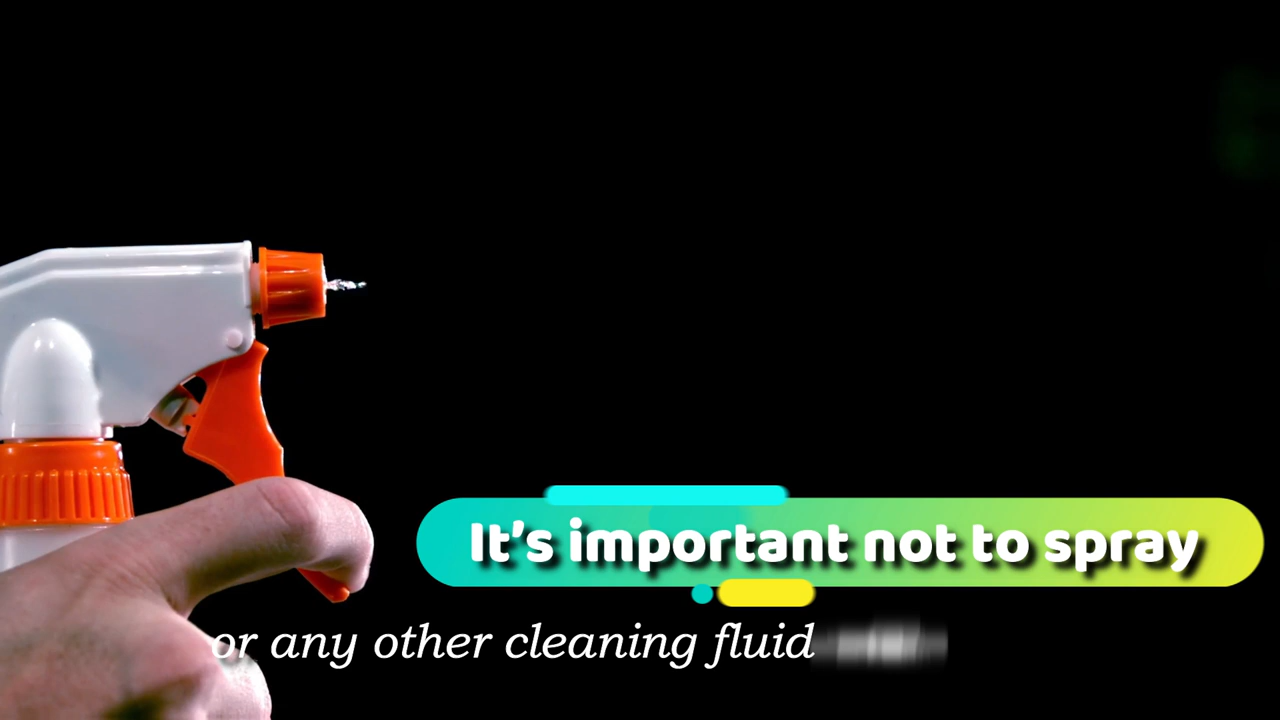 It's important not to spray
or any other cleaning fluid